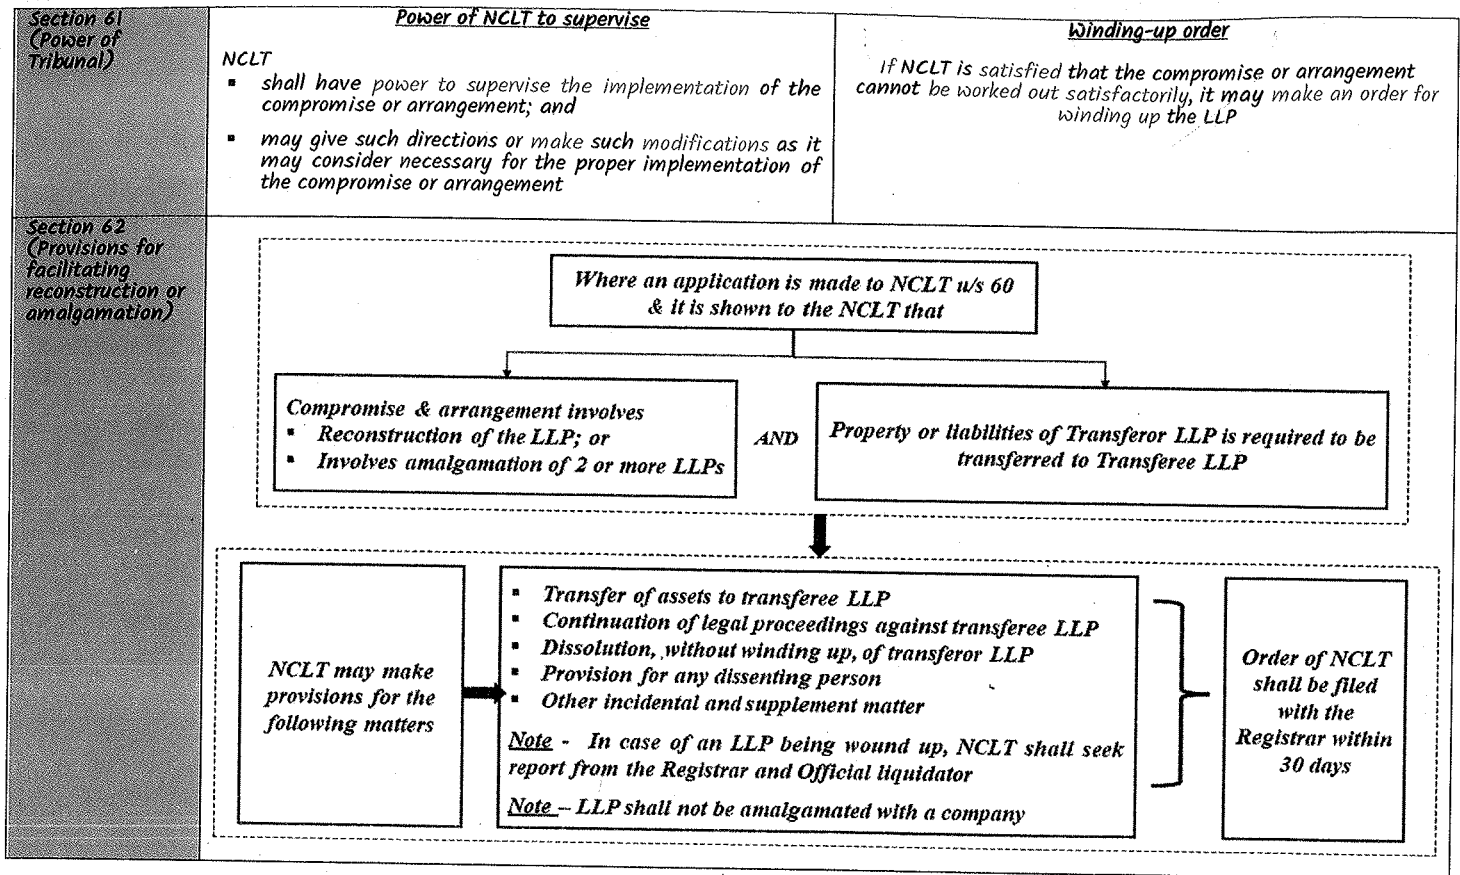 Section 61
(Power of
Tribunal)
Power of NCLT to supervise
NCLT
▪ shall have power to supervise the implementation of the
compromise or arrangement; and
▪ may give such directions or make such modifications as it
may consider necessary for the proper implementation of
the compromise or arrangement
Winding-up order
If NCLT is satisfied that the compromise or arrangement
cannot be worked out satisfactorily, it may make an order for
winding up the LLP
Section 62
(Provisions for
facilitating
reconstruction or
amalgamation)
Where an application is made to NCLT u/s 60
& it is shown to the NCLT that
Compromise & arrangement involves
▪ Reconstruction of the LLP; or
▪ Involves amalgamation of 2 or more LLPs
AND
Property or liabilities of Transferor LLP is required to be
transferred to Transferee LLP
NCLT may make
provisions for the
following matters
▪ Transfer of assets to transferee LLP
▪ Continuation of legal proceedings against transferee LLP
▪ Dissolution, without winding up, of transferor LLP
▪ Provision for any dissenting person
▪ Other incidental and supplement matter
Note - In case of an LLP being wound up, NCLT shall seek
report from the Registrar and Official liquidator
Note – LLP shall not be amalgamated with a company
Order of NCLT
shall be filed
with the
Registrar within
30 days